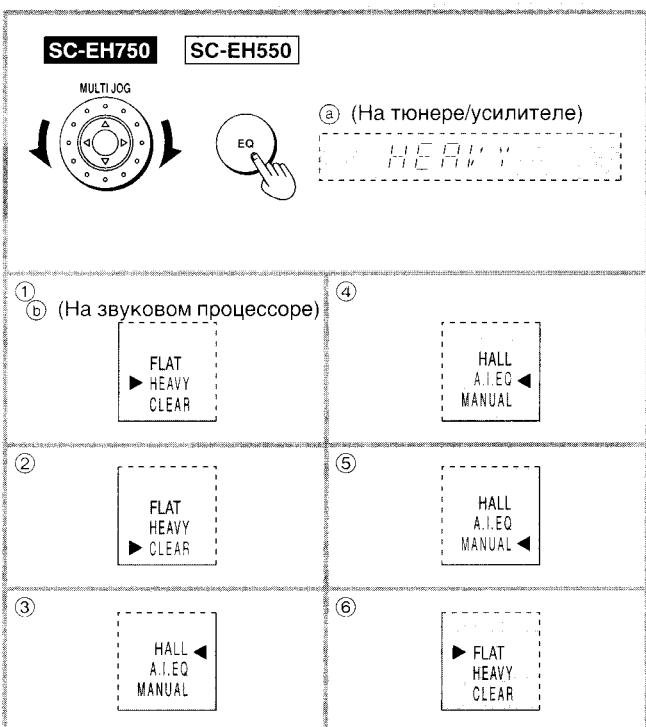 SC-EH750 SC-EH550
MULTI JOG
EQ
ⓐ (На тюнере/усилителе)
HEAVY
①
ⓑ (На звуковом процессоре)
FLAT
▶ HEAVY
CLEAR
④
HALL
A.I.EQ ◀
MANUAL
②
FLAT
HEAVY
▶ CLEAR
⑤
HALL
A.I.EQ
MANUAL ◀
③
HALL ◀
A.I.EQ
MANUAL
⑥
▶ FLAT
HEAVY
CLEAR